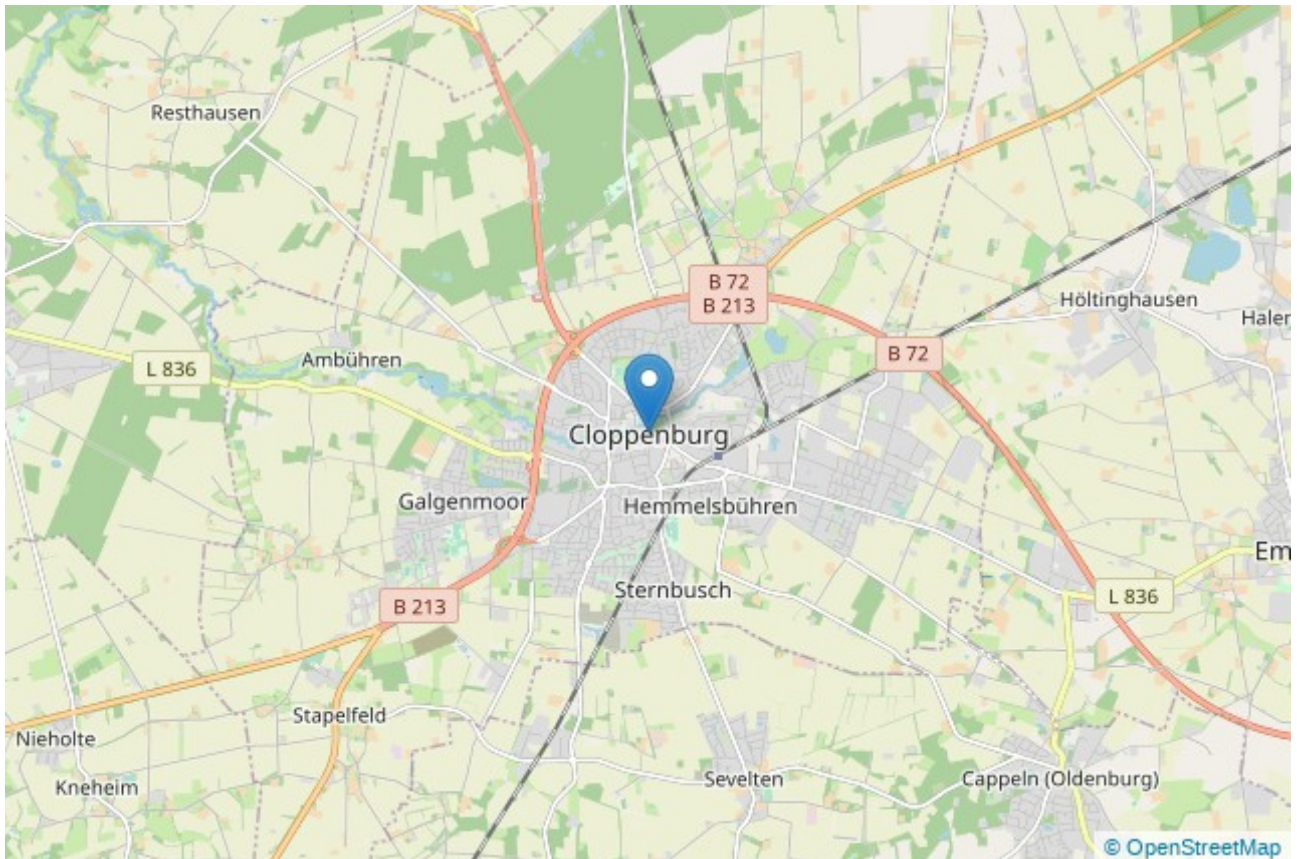 Resthausen
B 72
B 213
Höltinghausen
Haler
B 72
Ambühren
L 836
Cloppenburg
Galgenmoor
Hemmelsbühren
Em
Sternbusch
B 213
L 836
Stapelfeld
Nieholte
Kneheim
Sevelten
Cappeln (Oldenburg)
© OpenStreetMap